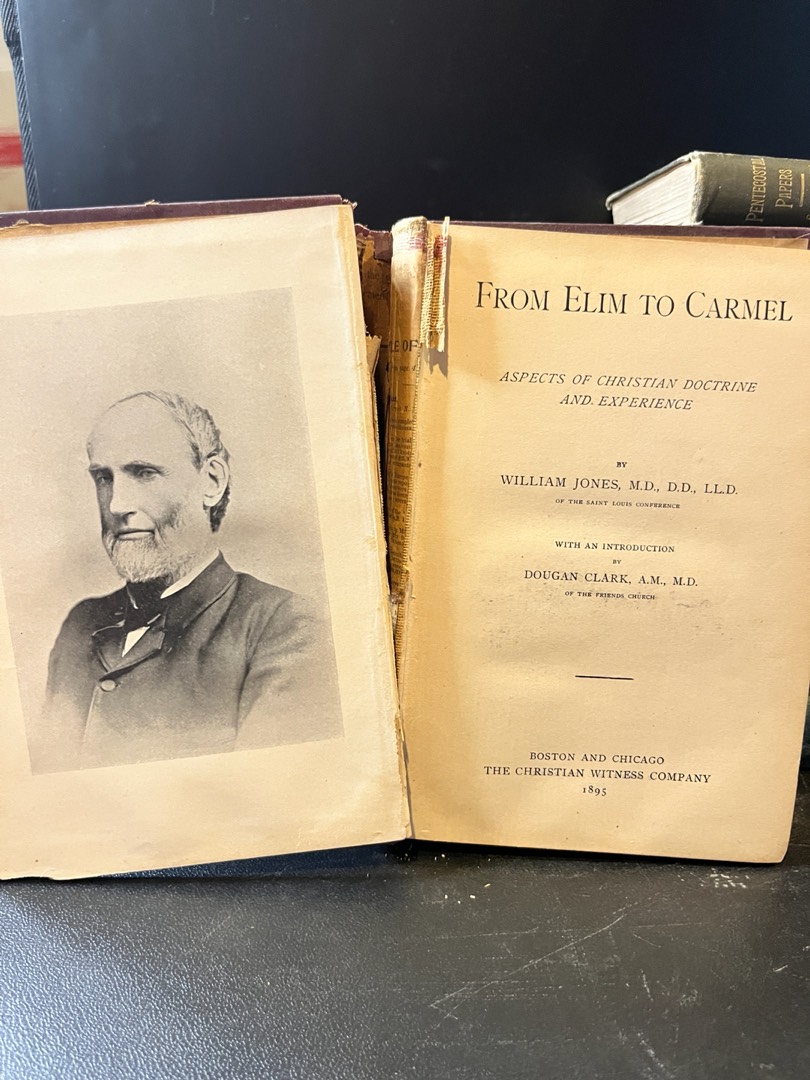 PENTECOSTAL
PAPERS
LE OF
FROM ELIM TO CARMEL
ASPECTS OF CHRISTIAN DOCTRINE
AND EXPERIENCE
BY
WILLIAM JONES, M.D., D.D., LL.D.
OF THE SAINT LOUIS CONFERENCE
WITH AN INTRODUCTION
BY
DOUGAN CLARK, A.M., M.D.
OF THE FRIENDS CHURCH
BOSTON AND CHICAGO
THE CHRISTIAN WITNESS COMPANY
1895